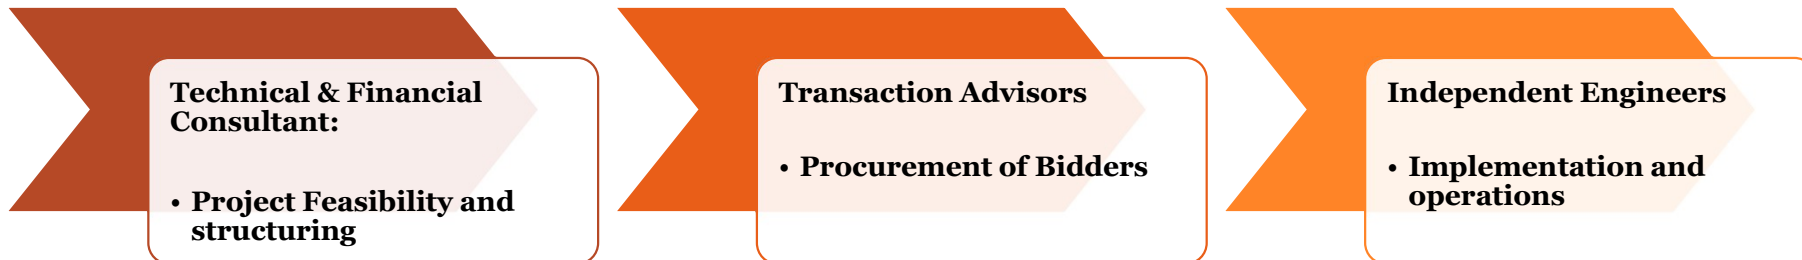 Technical & Financial
Consultant:
• Project Feasibility and
structuring
Transaction Advisors
• Procurement of Bidders
Independent Engineers
• Implementation and
operations